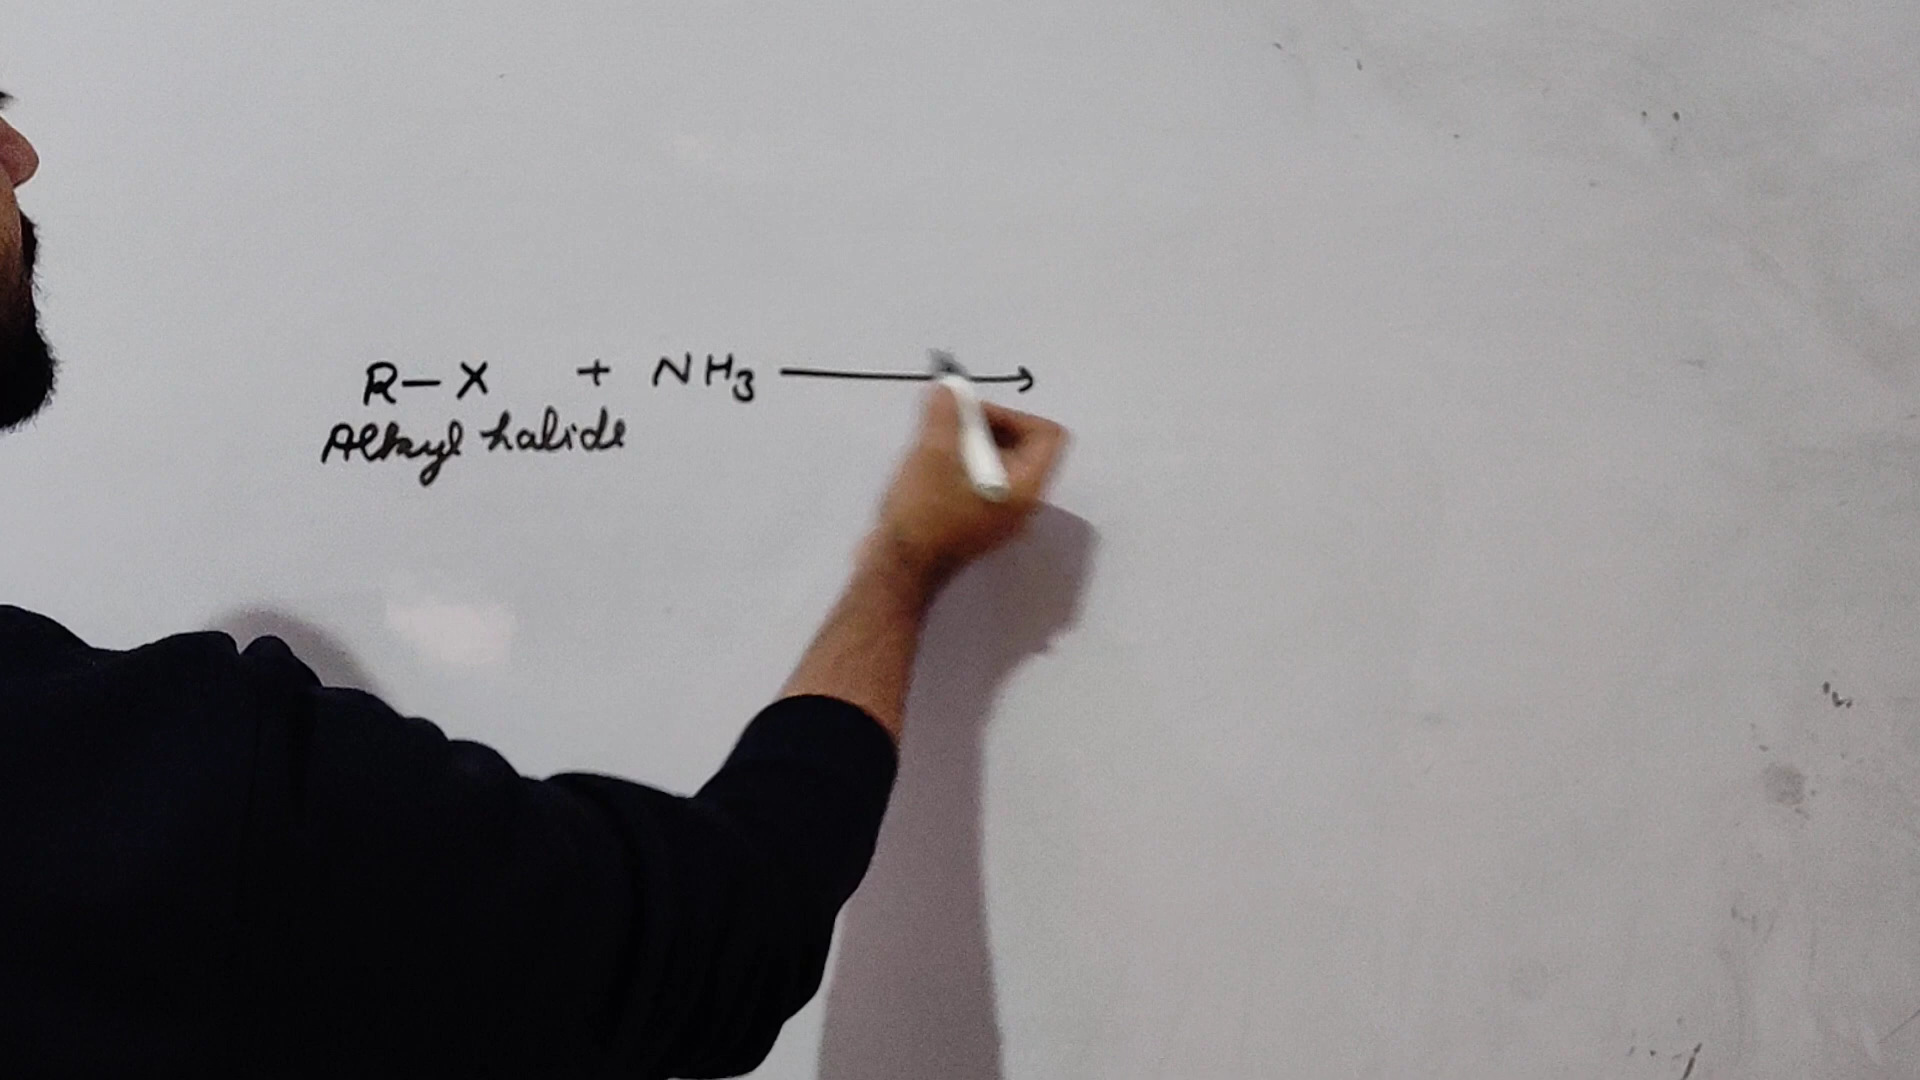 R–X + NH₃ ⟶
Alkyl halide